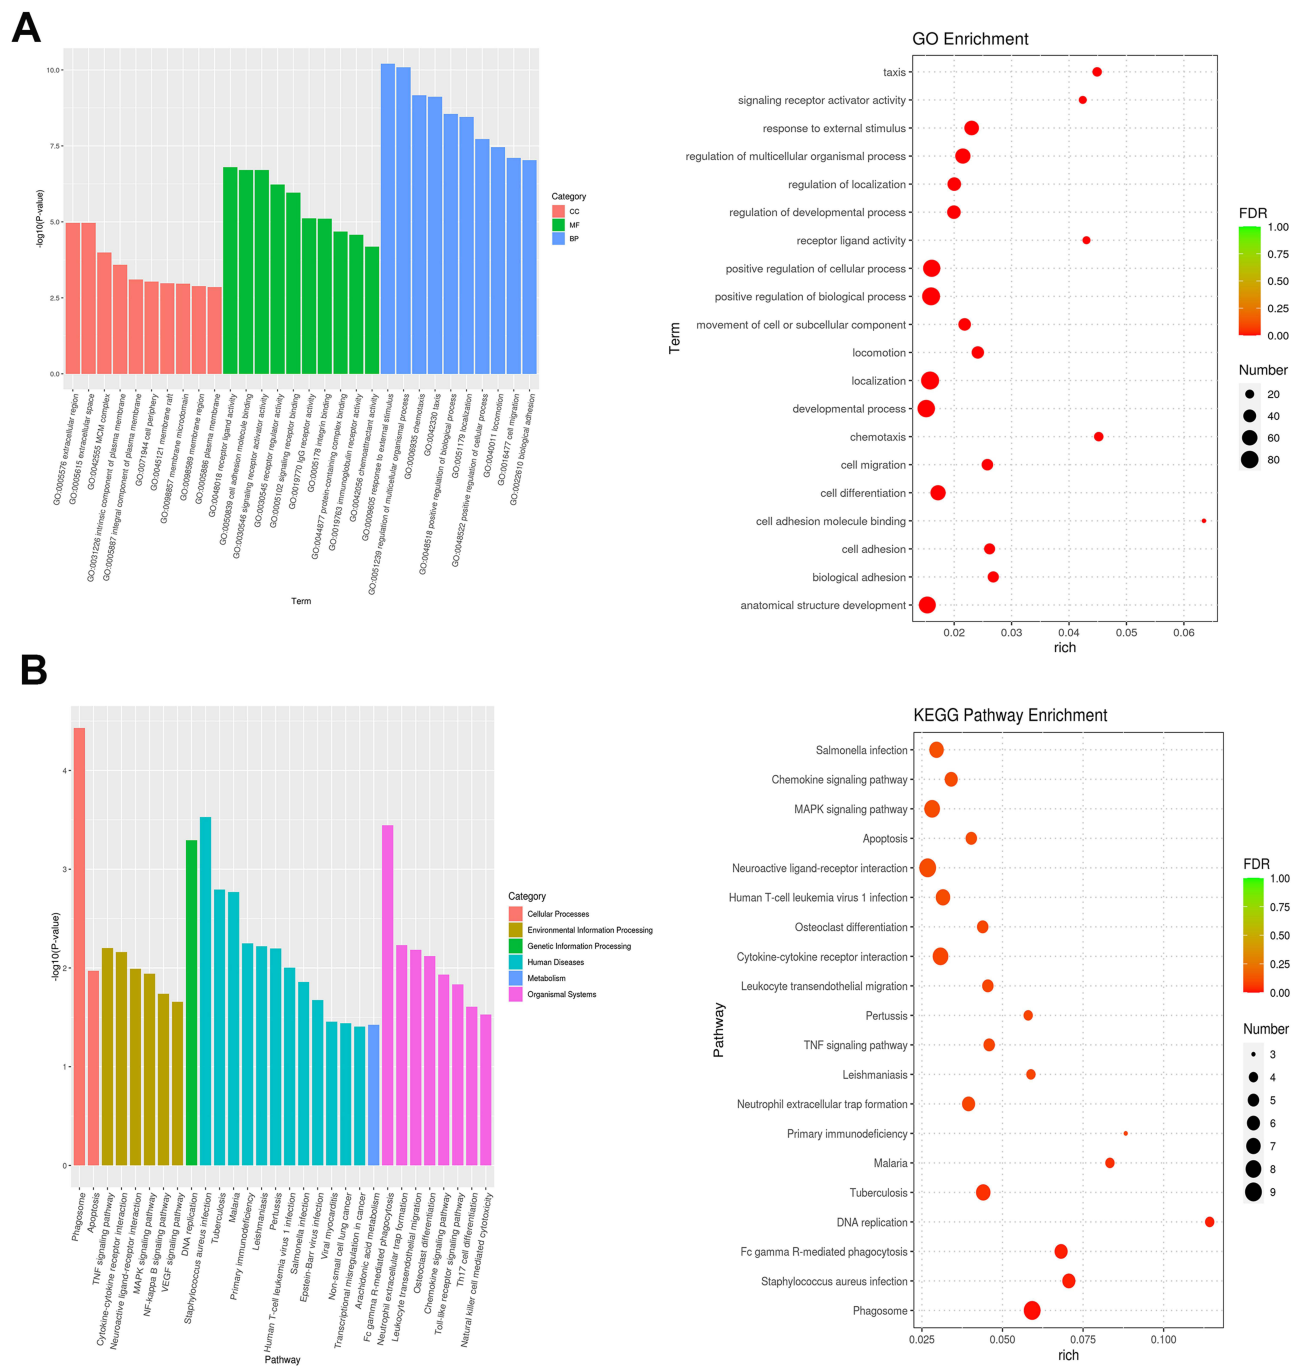 A
10.0
7.5
5.0
2.5
0.0
-log10(P-value)
GO:0005576 extracellular region
GO:0005615 extracellular space
GO:0042555 MCM complex
GO:0031226 intrinsic component of plasma membrane
GO:0005887 integral component of plasma membrane
GO:0071944 cell periphery
GO:0045121 membrane raft
GO:0098857 membrane microdomain
GO:0098589 membrane region
GO:0005886 plasma membrane
GO:0048018 receptor ligand activity
GO:0050839 cell adhesion molecule binding
GO:0030546 signaling receptor activator activity
GO:0030545 receptor regulator activity
GO:0005102 signaling receptor binding
GO:0019770 IgG receptor activity
GO:0005178 integrin binding
GO:0044877 protein-containing complex binding
GO:0019763 immunoglobulin receptor activity
GO:0042056 chemoattractant activity
GO:0009605 response to external stimulus
GO:0051239 regulation of multicellular organismal process
GO:0006935 chemotaxis
GO:0042330 taxis
GO:0048518 positive regulation of biological process
GO:0051179 localization
GO:0048522 positive regulation of cellular process
GO:0040011 locomotion
GO:0016477 cell migration
GO:0022610 biological adhesion
Term
Category
CC
MF
BP
GO Enrichment
Term
taxis
signaling receptor activator activity
response to external stimulus
regulation of multicellular organismal process
regulation of localization
regulation of developmental process
receptor ligand activity
positive regulation of cellular process
positive regulation of biological process
movement of cell or subcellular component
locomotion
localization
developmental process
chemotaxis
cell migration
cell differentiation
cell adhesion molecule binding
cell adhesion
biological adhesion
anatomical structure development
0.02 0.03 0.04 0.05 0.06
rich
FDR
1.00
0.75
0.50
0.25
0.00
Number
20
40
60
80
B
4
3
2
1
0
-log10(P-value)
Phagosome
Apoptosis
TNF signaling pathway
Cytokine-cytokine receptor interaction
Neuroactive ligand-receptor interaction
MAPK signaling pathway
NF-kappa B signaling pathway
VEGF signaling pathway
DNA replication
Staphylococcus aureus infection
Tuberculosis
Malaria
Primary immunodeficiency
Leishmaniasis
Pertussis
Human T-cell leukemia virus 1 infection
Salmonella infection
Epstein-Barr virus infection
Viral myocarditis
Non-small cell lung cancer
Transcriptional misregulation in cancer
Arachidonic acid metabolism
Fc gamma R-mediated phagocytosis
Neutrophil extracellular trap formation
Leukocyte transendothelial migration
Osteoclast differentiation
Chemokine signaling pathway
Toll-like receptor signaling pathway
Th17 cell differentiation
Natural killer cell mediated cytotoxicity
Pathway
Category
Cellular Processes
Environmental Information Processing
Genetic Information Processing
Human Diseases
Metabolism
Organismal Systems
KEGG Pathway Enrichment
Pathway
Salmonella infection
Chemokine signaling pathway
MAPK signaling pathway
Apoptosis
Neuroactive ligand-receptor interaction
Human T-cell leukemia virus 1 infection
Osteoclast differentiation
Cytokine-cytokine receptor interaction
Leukocyte transendothelial migration
Pertussis
TNF signaling pathway
Leishmaniasis
Neutrophil extracellular trap formation
Primary immunodeficiency
Malaria
Tuberculosis
DNA replication
Fc gamma R-mediated phagocytosis
Staphylococcus aureus infection
Phagosome
0.025 0.050 0.075 0.100
rich
FDR
1.00
0.75
0.50
0.25
0.00
Number
3
4
5
6
7
8
9